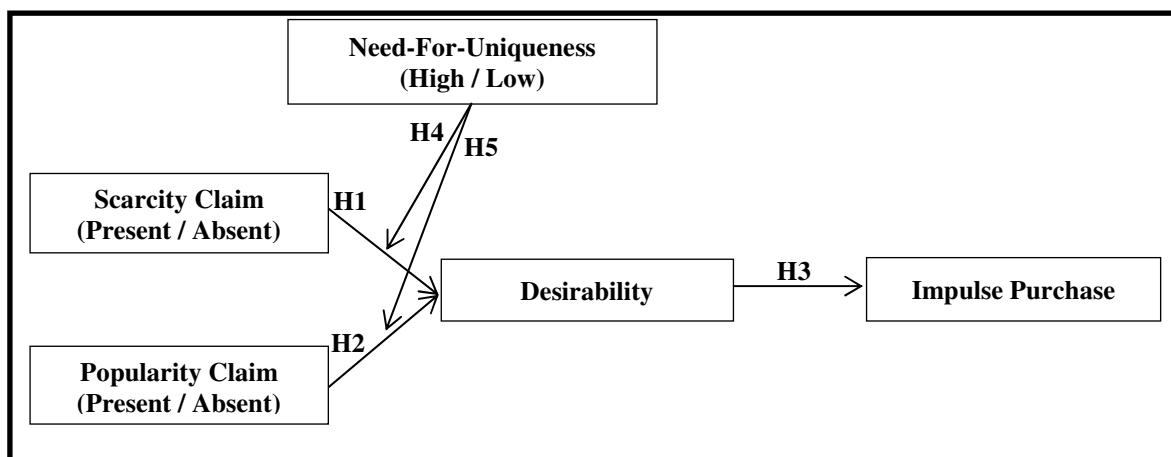 Need-For-Uniqueness
(High / Low)
H4
H5
Scarcity Claim
(Present / Absent)
H1
Desirability
H3
Impulse Purchase
H2
Popularity Claim
(Present / Absent)